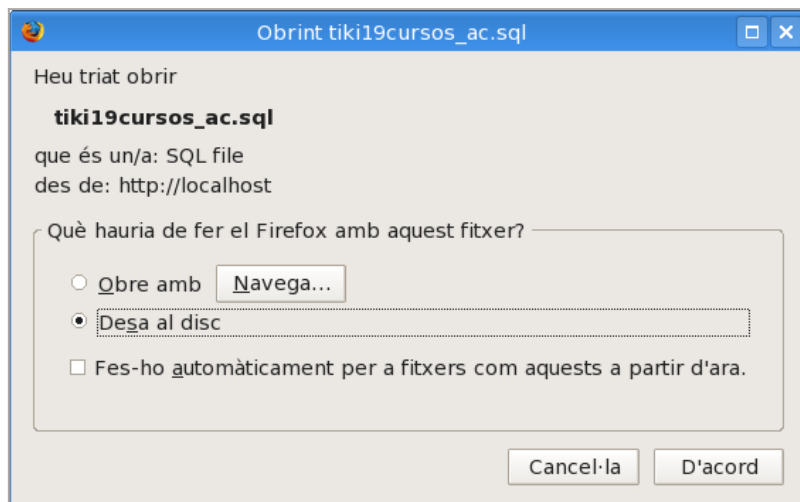 Obrint tiki19cursos_ac.sql
Heu triat obrir
tiki19cursos_ac.sql
que és un/a: SQL file
des de: http://localhost
Què hauria de fer el Firefox amb aquest fitxer?
Obre amb Navega...
Desa al disc
Fes-ho automàticament per a fitxers com aquests a partir d'ara.
Cancel·la D'acord